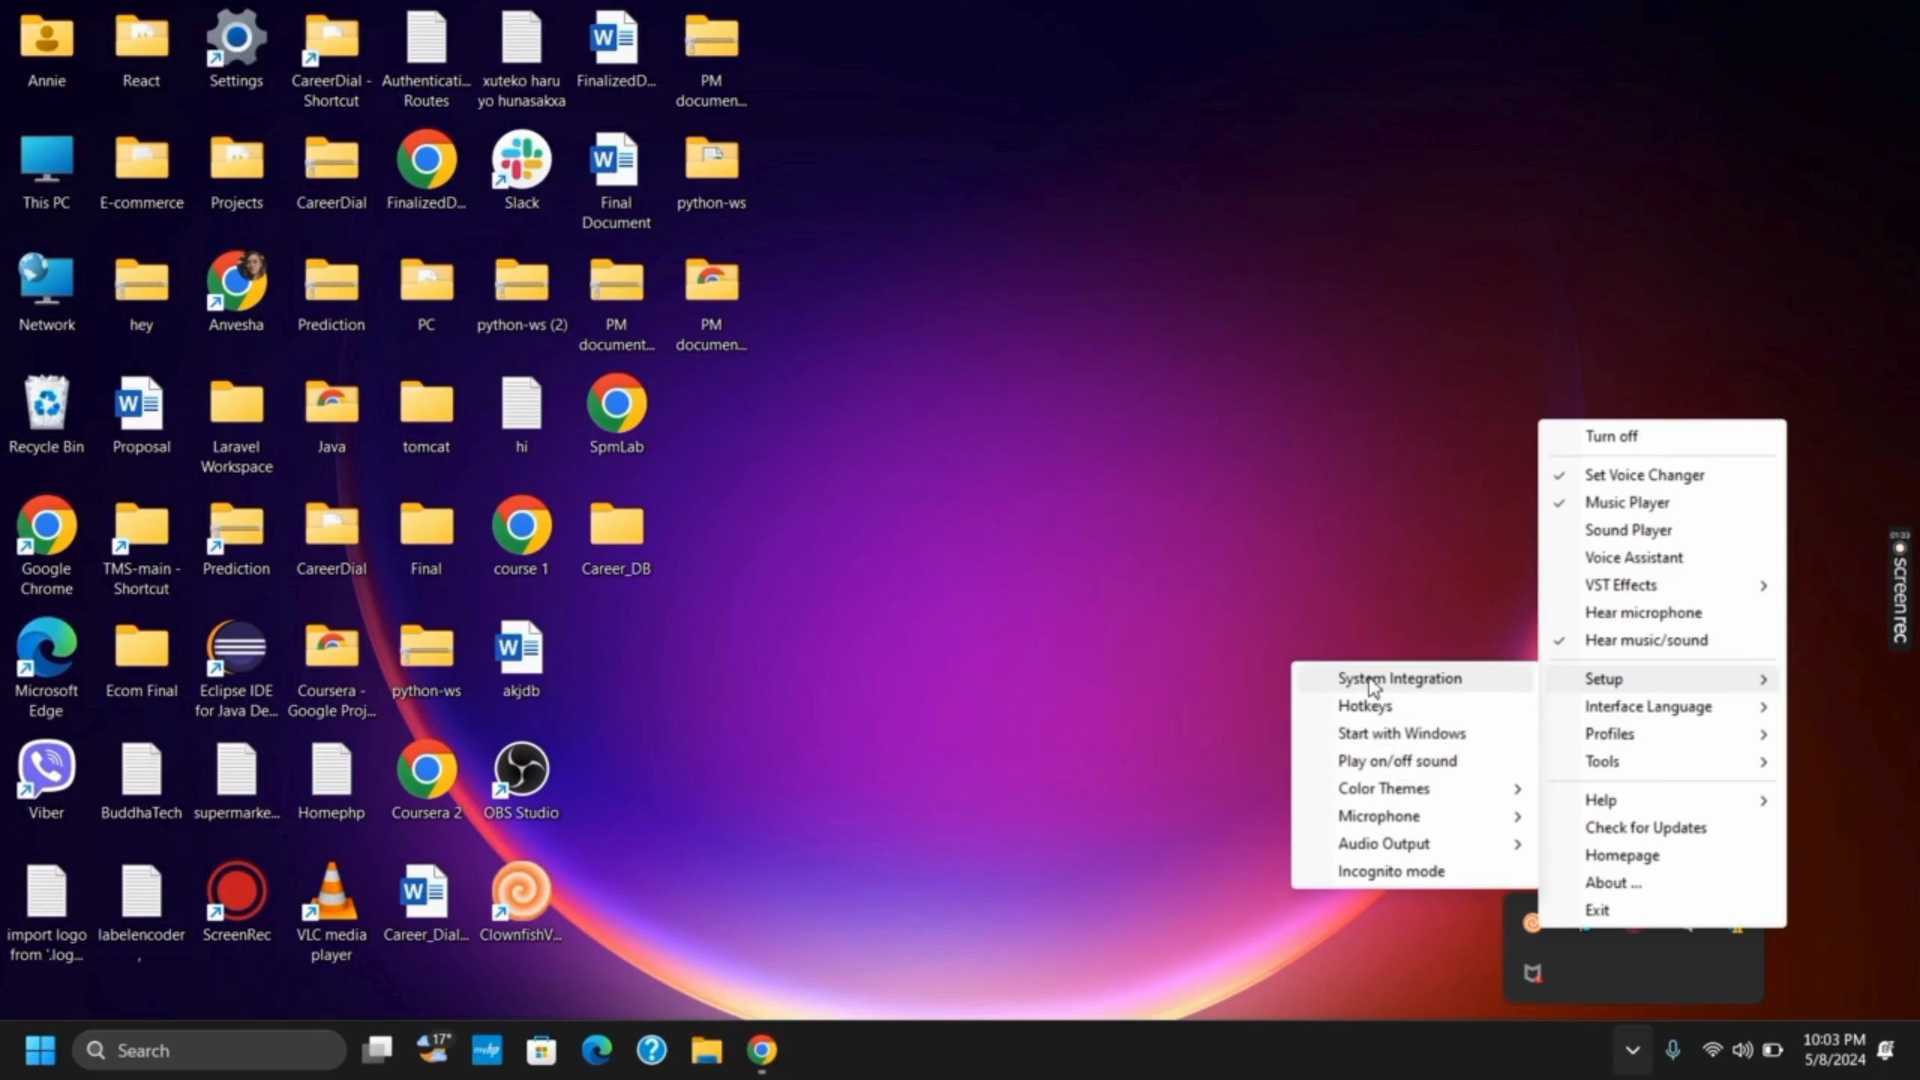 Annie
React
Settings
CareerDial -
Shortcut
Authenticati...
Routes
xuteko haru
yo hunasakxa
FinalizedD...
PM
documen...
This PC
E-commerce
Projects
CareerDial
FinalizedD...
Slack
Final
Document
python-ws
Network
hey
Anvesha
Prediction
PC
python-ws (2)
PM
document...
PM
documen...
Recycle Bin
Proposal
Laravel
Workspace
Java
tomcat
hi
SpmLab
Google
Chrome
TMS-main -
Shortcut
Prediction
CareerDial
Final
course 1
Career_DB
Microsoft
Edge
Ecom Final
Eclipse IDE
for Java De...
Coursera -
Google Proj...
python-ws
akjdb
Viber
BuddhaTech
supermarke...
Homephp
Coursera 2
OBS Studio
import logo
from '.log...
labelencoder
,
ScreenRec
VLC media
player
Career_Dial...
ClownfishV...
Turn off
Set Voice Changer
Music Player
Sound Player
Voice Assistant
VST Effects
Hear microphone
Hear music/sound
Setup
Interface Language
Profiles
Tools
Help
Check for Updates
Homepage
About ...
Exit
System Integration
Hotkeys
Start with Windows
Play on/off sound
Color Themes
Microphone
Audio Output
Incognito mode
01:33
screenrec
Search
17°
myhp
10:03 PM
5/8/2024